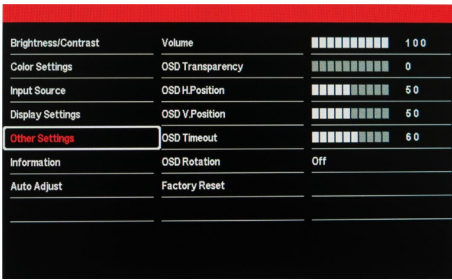 Brightness/Contrast Volume 100
Color Settings OSD Transparency 0
Input Source OSD H.Position 50
Display Settings OSD V.Position 50
Other Settings OSD Timeout 60
Information OSD Rotation Off
Auto Adjust Factory Reset